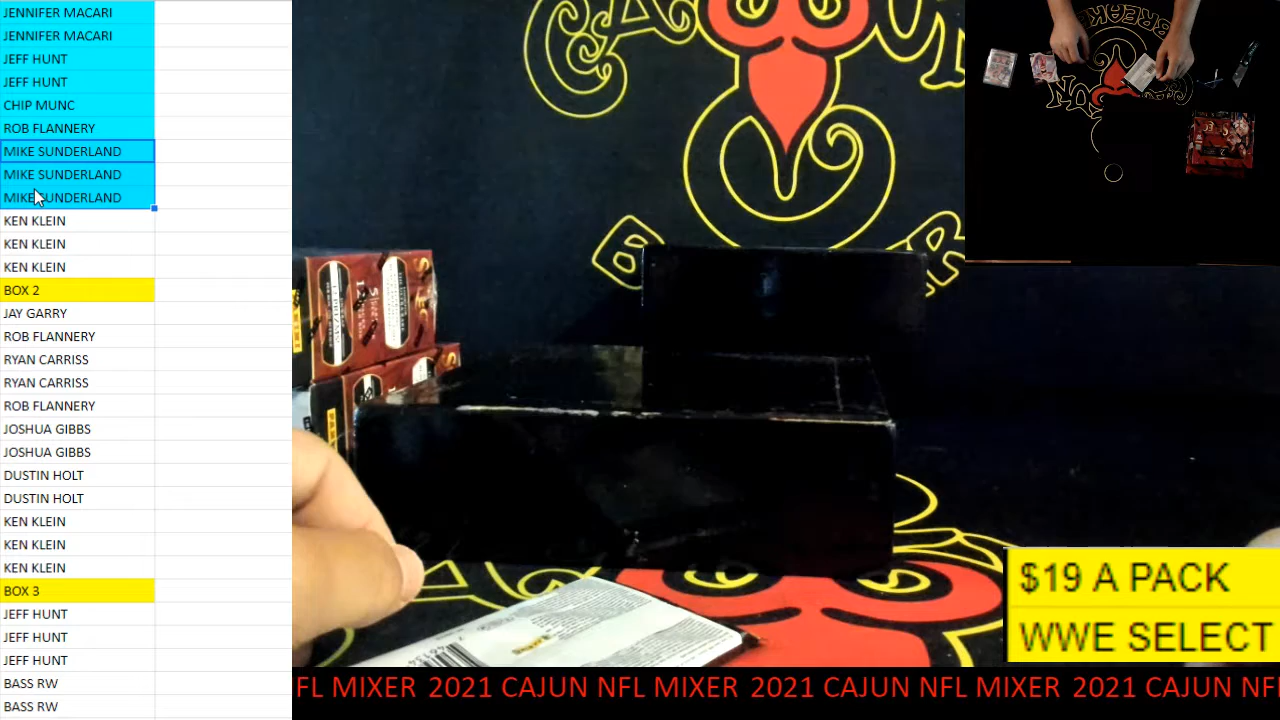 JENNIFER MACARI
JENNIFER MACARI
JEFF HUNT
JEFF HUNT
CHIP MUNC
ROB FLANNERY
MIKE SUNDERLAND
MIKE SUNDERLAND
MIKE SUNDERLAND
KEN KLEIN
KEN KLEIN
KEN KLEIN
BOX 2
JAY GARRY
ROB FLANNERY
RYAN CARRISS
RYAN CARRISS
ROB FLANNERY
JOSHUA GIBBS
JOSHUA GIBBS
DUSTIN HOLT
DUSTIN HOLT
KEN KLEIN
KEN KLEIN
KEN KLEIN
BOX 3
JEFF HUNT
JEFF HUNT
JEFF HUNT
BASS RW
BASS RW
$19 A PACK
WWE SELECT
FL MIXER 2021 CAJUN NFL MIXER 2021 CAJUN NFL MIXER 2021 CAJUN NF